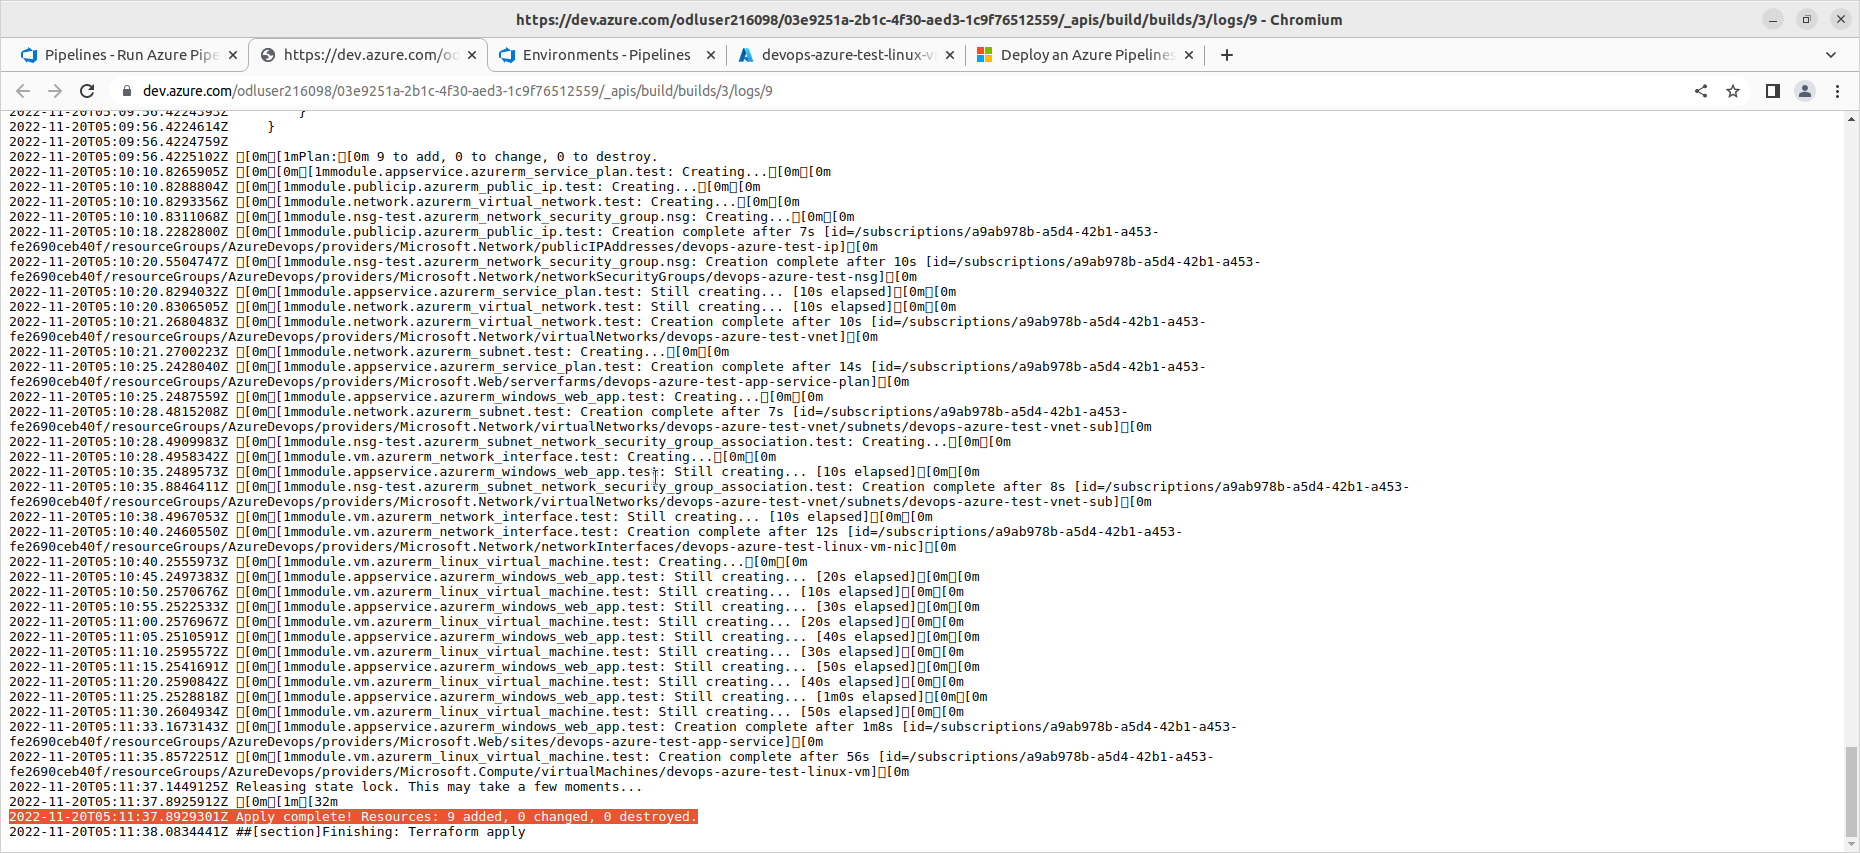 https://dev.azure.com/odluser216098/03e9251a-2b1c-4f30-aed3-1c9f76512559/_apis/build/builds/3/logs/9 - Chromium
Pipelines - Run Azure Pipe
https://dev.azure.com/od
Environments - Pipelines
devops-azure-test-linux-v
Deploy an Azure Pipelines
dev.azure.com/odluser216098/03e9251a-2b1c-4f30-aed3-1c9f76512559/_apis/build/builds/3/logs/9
2022-11-20T05:09:56.4224393Z         }
2022-11-20T05:09:56.4224614Z     }
2022-11-20T05:09:56.4224759Z
2022-11-20T05:09:56.4225102Z □[0m□[1mPlan:□[0m 9 to add, 0 to change, 0 to destroy.
2022-11-20T05:10:10.8265905Z □[0m□[0m□[1mmodule.appservice.azurerm_service_plan.test: Creating...□[0m□[0m
2022-11-20T05:10:10.8288804Z □[0m□[1mmodule.publicip.azurerm_public_ip.test: Creating...□[0m□[0m
2022-11-20T05:10:10.8293356Z □[0m□[1mmodule.network.azurerm_virtual_network.test: Creating...□[0m□[0m
2022-11-20T05:10:10.8311068Z □[0m□[1mmodule.nsg-test.azurerm_network_security_group.nsg: Creating...□[0m□[0m
2022-11-20T05:10:18.2282800Z □[0m□[1mmodule.publicip.azurerm_public_ip.test: Creation complete after 7s [id=/subscriptions/a9ab978b-a5d4-42b1-a453-
fe2690ceb40f/resourceGroups/AzureDevops/providers/Microsoft.Network/publicIPAddresses/devops-azure-test-ip]□[0m
2022-11-20T05:10:20.5504747Z □[0m□[1mmodule.nsg-test.azurerm_network_security_group.nsg: Creation complete after 10s [id=/subscriptions/a9ab978b-a5d4-42b1-a453-
fe2690ceb40f/resourceGroups/AzureDevops/providers/Microsoft.Network/networkSecurityGroups/devops-azure-test-nsg]□[0m
2022-11-20T05:10:20.8294032Z □[0m□[1mmodule.appservice.azurerm_service_plan.test: Still creating... [10s elapsed]□[0m□[0m
2022-11-20T05:10:20.8306505Z □[0m□[1mmodule.network.azurerm_virtual_network.test: Still creating... [10s elapsed]□[0m□[0m
2022-11-20T05:10:21.2680483Z □[0m□[1mmodule.network.azurerm_virtual_network.test: Creation complete after 10s [id=/subscriptions/a9ab978b-a5d4-42b1-a453-
fe2690ceb40f/resourceGroups/AzureDevops/providers/Microsoft.Network/virtualNetworks/devops-azure-test-vnet]□[0m
2022-11-20T05:10:21.2700223Z □[0m□[1mmodule.network.azurerm_subnet.test: Creating...□[0m□[0m
2022-11-20T05:10:25.2428040Z □[0m□[1mmodule.appservice.azurerm_service_plan.test: Creation complete after 14s [id=/subscriptions/a9ab978b-a5d4-42b1-a453-
fe2690ceb40f/resourceGroups/AzureDevops/providers/Microsoft.Web/serverfarms/devops-azure-test-app-service-plan]□[0m
2022-11-20T05:10:25.2487559Z □[0m□[1mmodule.appservice.azurerm_windows_web_app.test: Creating...□[0m□[0m
2022-11-20T05:10:28.4815208Z □[0m□[1mmodule.network.azurerm_subnet.test: Creation complete after 7s [id=/subscriptions/a9ab978b-a5d4-42b1-a453-
fe2690ceb40f/resourceGroups/AzureDevops/providers/Microsoft.Network/virtualNetworks/devops-azure-test-vnet/subnets/devops-azure-test-vnet-sub]□[0m
2022-11-20T05:10:28.4909983Z □[0m□[1mmodule.nsg-test.azurerm_subnet_network_security_group_association.test: Creating...□[0m□[0m
2022-11-20T05:10:28.4958342Z □[0m□[1mmodule.vm.azurerm_network_interface.test: Creating...□[0m□[0m
2022-11-20T05:10:35.2489573Z □[0m□[1mmodule.appservice.azurerm_windows_web_app.test: Still creating... [10s elapsed]□[0m□[0m
2022-11-20T05:10:35.8846411Z □[0m□[1mmodule.nsg-test.azurerm_subnet_network_security_group_association.test: Creation complete after 8s [id=/subscriptions/a9ab978b-a5d4-42b1-a453-
fe2690ceb40f/resourceGroups/AzureDevops/providers/Microsoft.Network/virtualNetworks/devops-azure-test-vnet/subnets/devops-azure-test-vnet-sub]□[0m
2022-11-20T05:10:38.4967053Z □[0m□[1mmodule.vm.azurerm_network_interface.test: Still creating... [10s elapsed]□[0m□[0m
2022-11-20T05:10:40.2460550Z □[0m□[1mmodule.vm.azurerm_network_interface.test: Creation complete after 12s [id=/subscriptions/a9ab978b-a5d4-42b1-a453-
fe2690ceb40f/resourceGroups/AzureDevops/providers/Microsoft.Network/networkInterfaces/devops-azure-test-linux-vm-nic]□[0m
2022-11-20T05:10:40.2555973Z □[0m□[1mmodule.vm.azurerm_linux_virtual_machine.test: Creating...□[0m□[0m
2022-11-20T05:10:45.2497383Z □[0m□[1mmodule.appservice.azurerm_windows_web_app.test: Still creating... [20s elapsed]□[0m□[0m
2022-11-20T05:10:50.2570676Z □[0m□[1mmodule.vm.azurerm_linux_virtual_machine.test: Still creating... [10s elapsed]□[0m□[0m
2022-11-20T05:10:55.2522533Z □[0m□[1mmodule.appservice.azurerm_windows_web_app.test: Still creating... [30s elapsed]□[0m□[0m
2022-11-20T05:11:00.2576967Z □[0m□[1mmodule.vm.azurerm_linux_virtual_machine.test: Still creating... [20s elapsed]□[0m□[0m
2022-11-20T05:11:05.2510591Z □[0m□[1mmodule.appservice.azurerm_windows_web_app.test: Still creating... [40s elapsed]□[0m□[0m
2022-11-20T05:11:10.2595572Z □[0m□[1mmodule.vm.azurerm_linux_virtual_machine.test: Still creating... [30s elapsed]□[0m□[0m
2022-11-20T05:11:15.2541691Z □[0m□[1mmodule.appservice.azurerm_windows_web_app.test: Still creating... [50s elapsed]□[0m□[0m
2022-11-20T05:11:20.2590842Z □[0m□[1mmodule.vm.azurerm_linux_virtual_machine.test: Still creating... [40s elapsed]□[0m□[0m
2022-11-20T05:11:25.2528818Z □[0m□[1mmodule.appservice.azurerm_windows_web_app.test: Still creating... [1m0s elapsed]□[0m□[0m
2022-11-20T05:11:30.2604934Z □[0m□[1mmodule.vm.azurerm_linux_virtual_machine.test: Still creating... [50s elapsed]□[0m□[0m
2022-11-20T05:11:33.1673143Z □[0m□[1mmodule.appservice.azurerm_windows_web_app.test: Creation complete after 1m8s [id=/subscriptions/a9ab978b-a5d4-42b1-a453-
fe2690ceb40f/resourceGroups/AzureDevops/providers/Microsoft.Web/sites/devops-azure-test-app-service]□[0m
2022-11-20T05:11:35.8572251Z □[0m□[1mmodule.vm.azurerm_linux_virtual_machine.test: Creation complete after 56s [id=/subscriptions/a9ab978b-a5d4-42b1-a453-
fe2690ceb40f/resourceGroups/AzureDevops/providers/Microsoft.Compute/virtualMachines/devops-azure-test-linux-vm]□[0m
2022-11-20T05:11:37.1449125Z Releasing state lock. This may take a few moments...
2022-11-20T05:11:37.8925912Z □[0m□[1m□[32m
2022-11-20T05:11:37.8929301Z Apply complete! Resources: 9 added, 0 changed, 0 destroyed.
2022-11-20T05:11:38.0834441Z ##[section]Finishing: Terraform apply